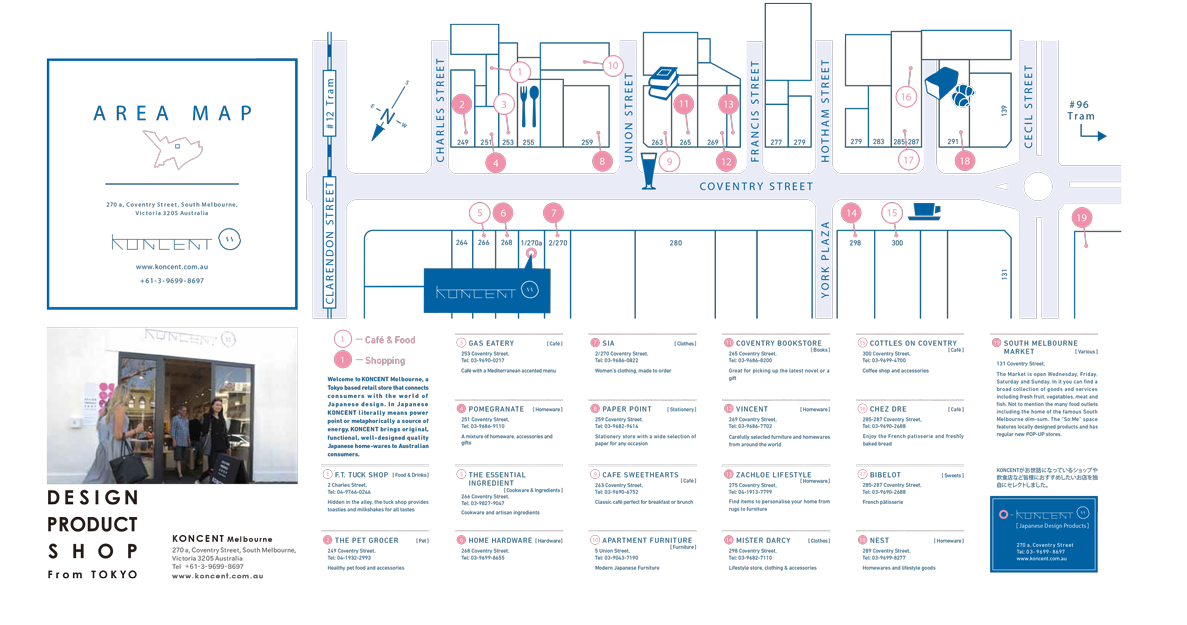 AREA MAP
270 a, Coventry Street, South Melbourne,
Victoria 3205 Australia
KONCENT
www.koncent.com.au
+61-3-9699-8697
KONCENT
DESIGN
PRODUCT
SHOP
From TOKYO
KONCENT Melbourne
270 a, Coventry Street, South Melbourne,
Victoria 3205 Australia
Tel +61-3-9699-8697
www.koncent.com.au
#12 Tram
CLARENDON STREET
CHARLES STREET
UNION STREET
FRANCIS STREET
HOTHAM STREET
CECIL STREET
COVENTRY STREET
YORK PLAZA
#96
Tram
S
E
N
W
1
2
3
4
10
8
11
13
9
12
16
17
18
249
251
253
255
259
263
265
269
277
279
279
283
285-287
291
139
5
6
7
14
15
19
264
266
268
1/270a
2/270
280
298
300
131
KONCENT
1 — Café & Food
1 — Shopping
Welcome to KONCENT Melbourne, a
Tokyo based retail store that connects
consumers with the world of
Japanese design. In Japanese
KONCENT literally means power
point or metaphorically a source of
energy. KONCENT brings original,
functional, well-designed quality
Japanese home-wares to Australian
consumers.
1 F.T. TUCK SHOP [Food & Drinks]
2 Charles Street,
Tel: 04-9766-0246
Hidden in the alley, the tuck shop provides
toasties and milkshakes for all tastes
2 THE PET GROCER [Pet]
249 Coventry Street,
Tel: 04-1932-2993
Healthy pet food and accessories
3 GAS EATERY [Café]
253 Coventry Street,
Tel: 03-9690-0217
Café with a Mediterranean accented menu
4 POMEGRANATE [Homeware]
251 Coventry Street,
Tel: 03-9686-9110
A mixture of homeware, accessories and
gifts
5 THE ESSENTIAL
INGREDIENT
[Cookware & Ingredients]
266 Coventry Street,
Tel: 03-9827-9047
Cookware and artisan ingredients
6 HOME HARDWARE [Hardware]
268 Coventry Street,
Tel: 03-9699-8655
7 SIA [Clothes]
2/270 Coventry Street,
Tel: 03-9686-0822
Women's clothing, made to order
8 PAPER POINT [Stationery]
259 Coventry Street,
Tel: 03-9682-9614
Stationery store with a wide selection of
paper for any occasion
9 CAFE SWEETHEARTS
[Café]
263 Coventry Street,
Tel: 03-9690-6752
Classic café perfect for breakfast or brunch
10 APARTMENT FURNITURE
[Furniture]
5 Union Street,
Tel: 03-9043-7190
Modern Japanese Furniture
11 COVENTRY BOOKSTORE
[Books]
265 Coventry Street,
Tel: 03-9686-8200
Great for picking up the latest novel or a
gift
12 VINCENT [Homeware]
269 Coventry Street,
Tel: 03-9686-7702
Carefully selected furniture and homewares
from around the world
13 ZACHLOE LIFESTYLE
[Homeware]
275 Coventry Street,
Tel: 04-1913-7799
Find items to personalise your home from
rugs to furniture
14 MISTER DARCY [Clothes]
298 Coventry Street,
Tel: 03-9682-7110
Lifestyle store, clothing & accessories
15 COTTLES ON COVENTRY
[Café]
300 Coventry Street,
Tel: 03-9699-4700
Coffee shop and accessories
16 CHEZ DRE [Café]
285-287 Coventry Street,
Tel: 03-9690-2688
Enjoy the French patisserie and freshly
baked bread
17 BIBELOT [Sweets]
285-287 Coventry Street,
Tel: 03-9690-2688
French pâtisserie
18 NEST [Homeware]
289 Coventry Street,
Tel: 03-9699-8277
Homewares and lifestyle goods
19 SOUTH MELBOURNE
MARKET [Various]
131 Coventry Street,
The Market is open Wednesday, Friday,
Saturday and Sunday. In it you can find a
broad collection of goods and services
including fresh fruit, vegetables, meat and
fish. Not to mention the many food outlets
including the home of the famous South
Melbourne dim-sum. The "So:Me" space
features locally designed products and has
regular new POP-UP stores.
KONCENTがお世話になっているショップや
飲食店など皆様におすすめしたいお店を独
自にセレクトしました。
KONCENT
[Japanese Design Products]
270 a, Coventry Street
Tel: 03-9699-8697
www.koncent.com.au